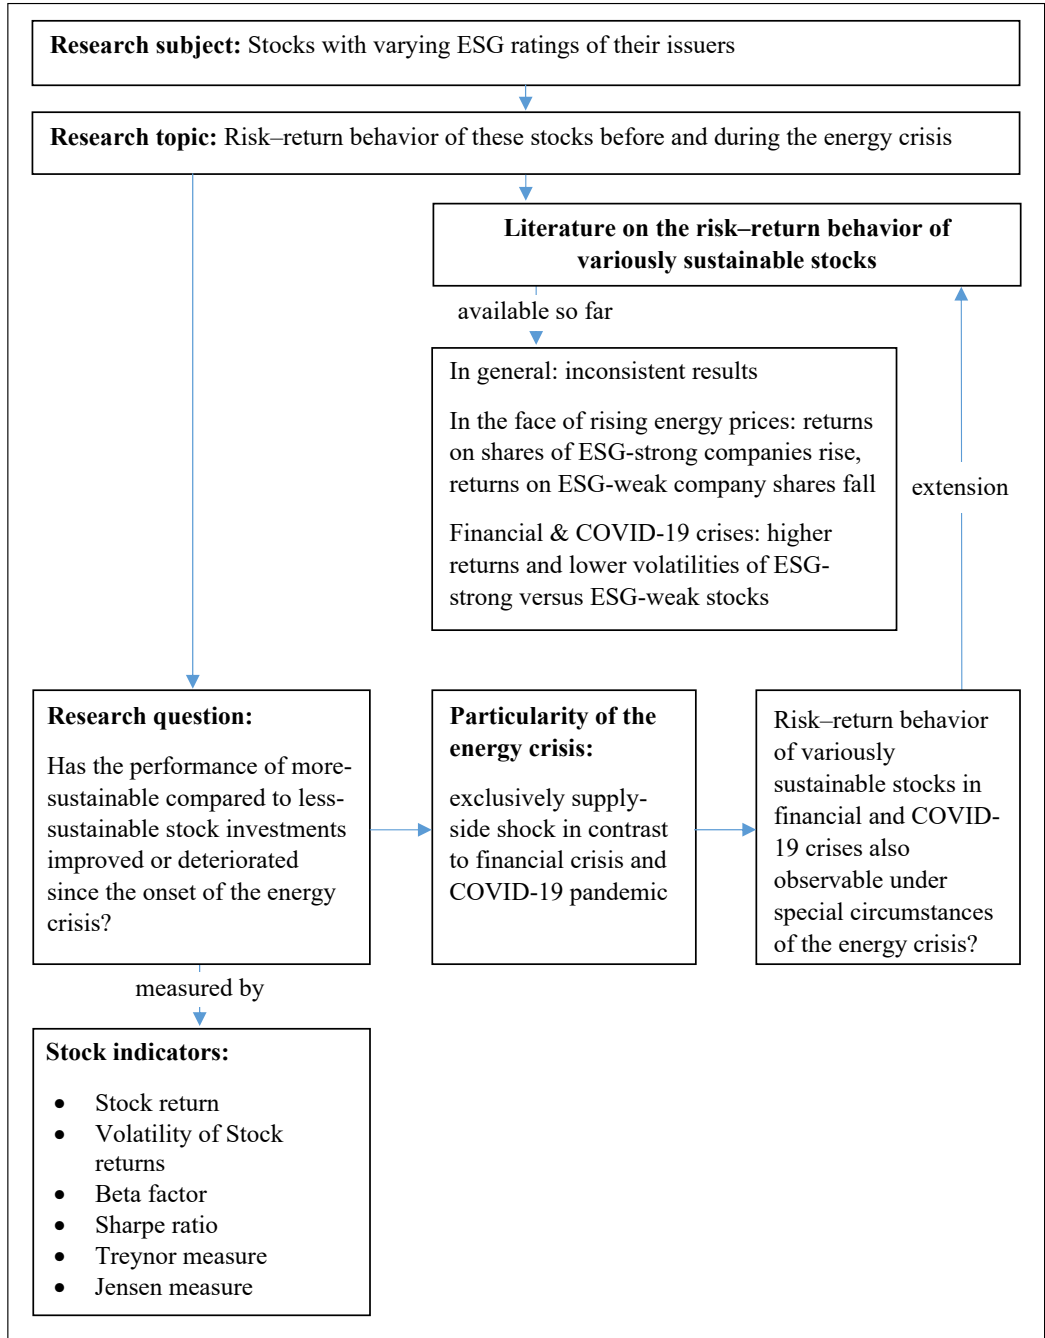 Research subject: Stocks with varying ESG ratings of their issuers
Research topic: Risk–return behavior of these stocks before and during the energy crisis
Literature on the risk–return behavior of
variously sustainable stocks
available so far
In general: inconsistent results
In the face of rising energy prices: returns
on shares of ESG-strong companies rise,
returns on ESG-weak company shares fall
Financial & COVID-19 crises: higher
returns and lower volatilities of ESG-
strong versus ESG-weak stocks
extension
Research question:
Has the performance of more-
sustainable compared to less-
sustainable stock investments
improved or deteriorated
since the onset of the energy
crisis?
Particularity of the
energy crisis:
exclusively supply-
side shock in contrast
to financial crisis and
COVID-19 pandemic
Risk–return behavior
of variously
sustainable stocks in
financial and COVID-
19 crises also
observable under
special circumstances
of the energy crisis?
measured by
Stock indicators:
• Stock return
• Volatility of Stock
returns
• Beta factor
• Sharpe ratio
• Treynor measure
• Jensen measure